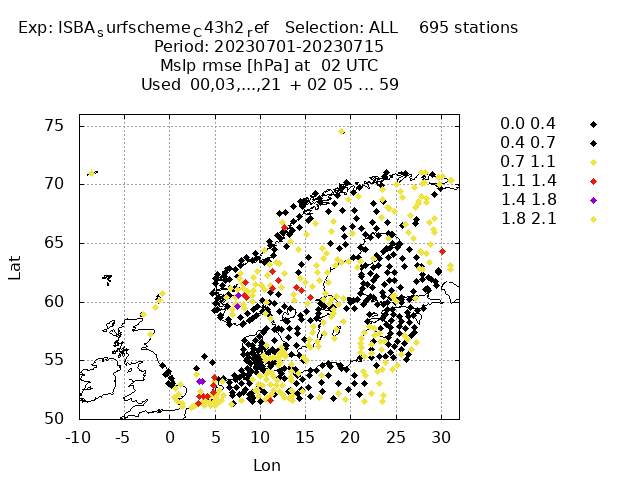 Exp: ISBA_surfscheme_C43h2_ref   Selection: ALL    695 stations
Period: 20230701-20230715
Mslp rmse [hPa] at  02 UTC
Used  00,03,...,21  + 02 05 ... 59
75
70
65
60
55
50
-10 -5 0 5 10 15 20 25 30
Lat
Lon
0.0 0.4
0.4 0.7
0.7 1.1
1.1 1.4
1.4 1.8
1.8 2.1